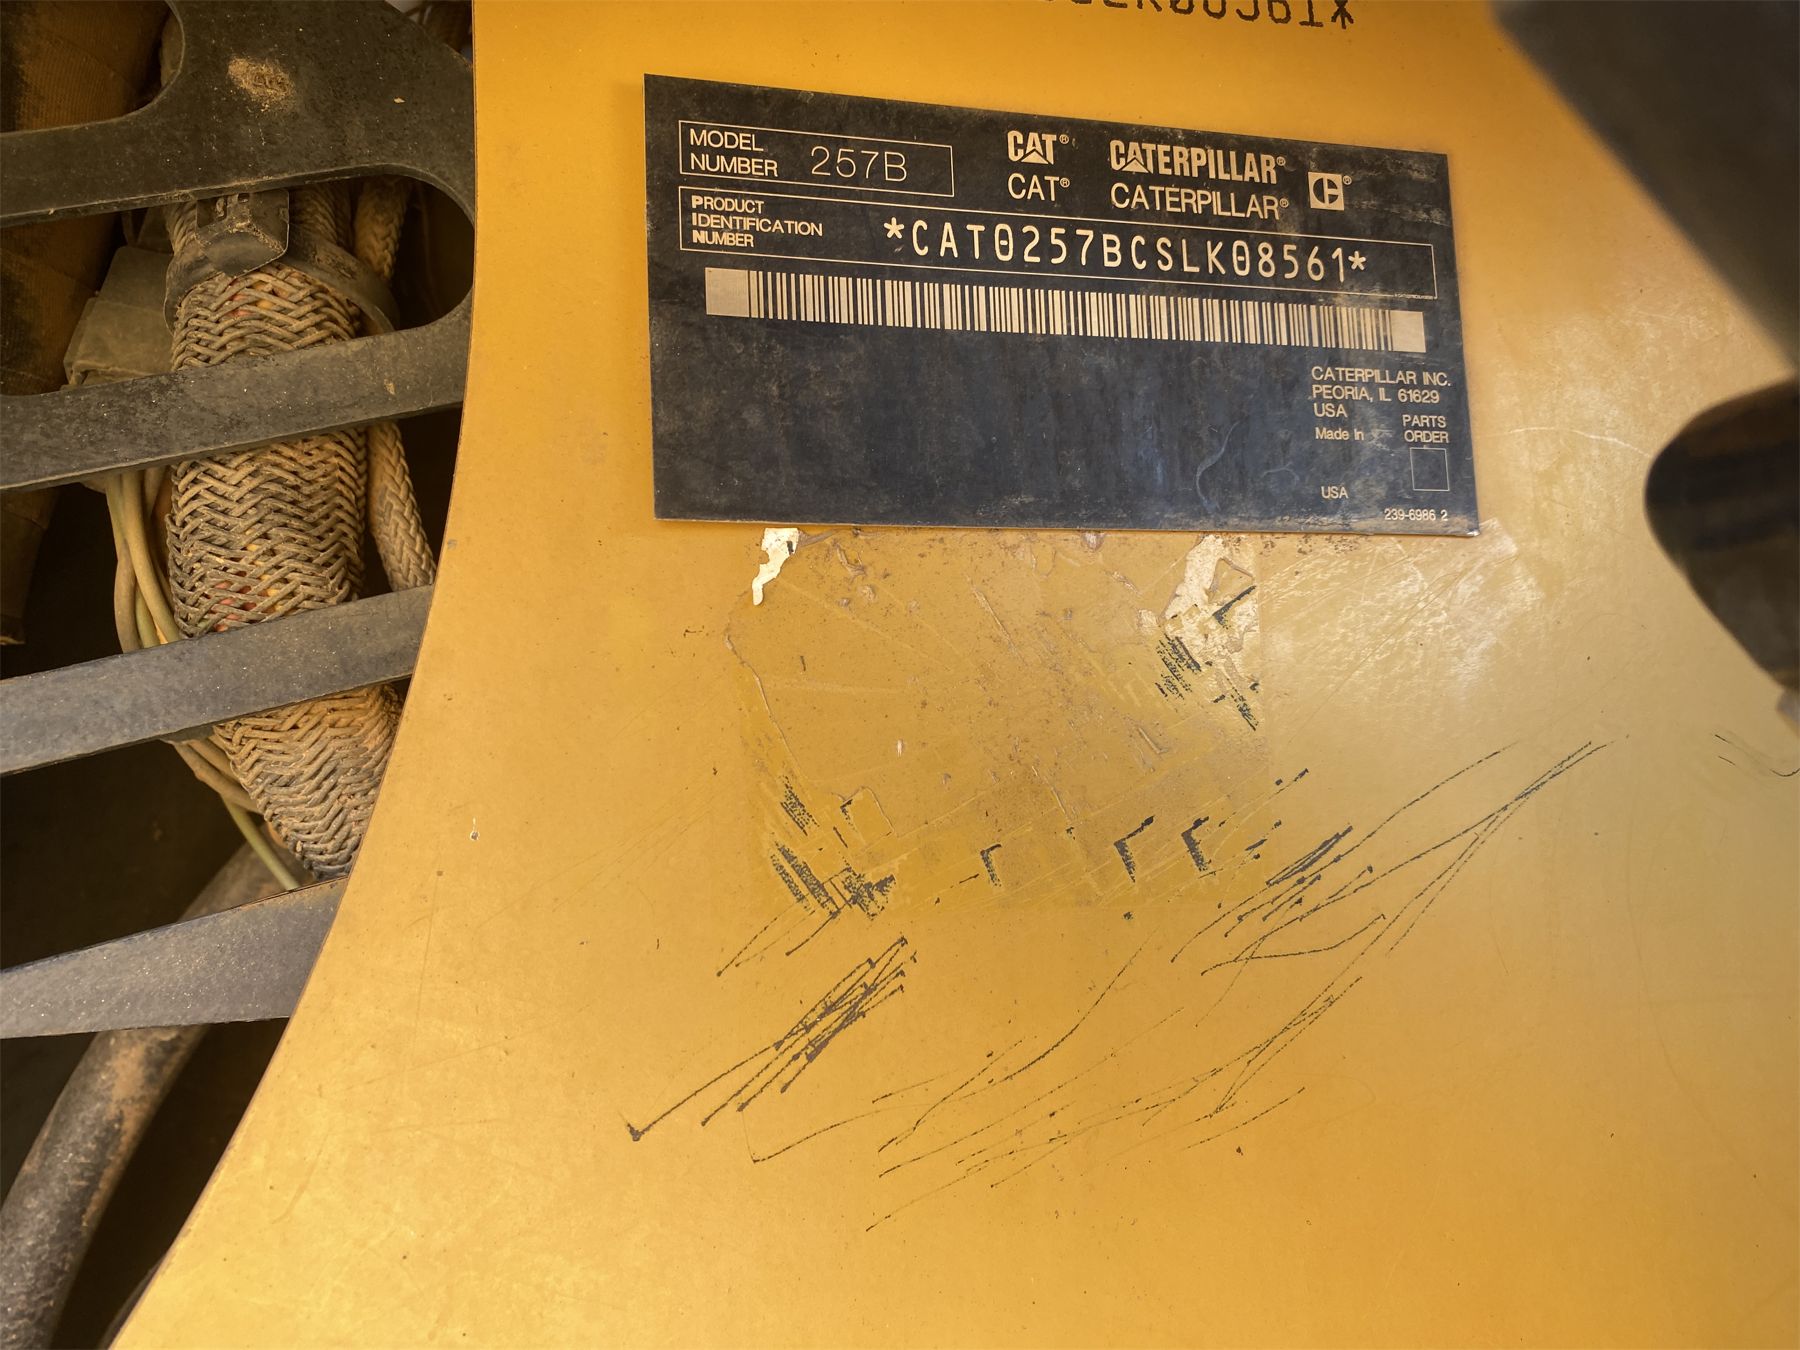 MODEL NUMBER 257B
CAT® CATERPILLAR®
CAT® CATERPILLAR®
PRODUCT IDENTIFICATION NUMBER *CAT0257BCSLK08561*
CATERPILLAR INC.
PEORIA, IL 61629
USA
PARTS
Made in ORDER
USA
239-6986 2